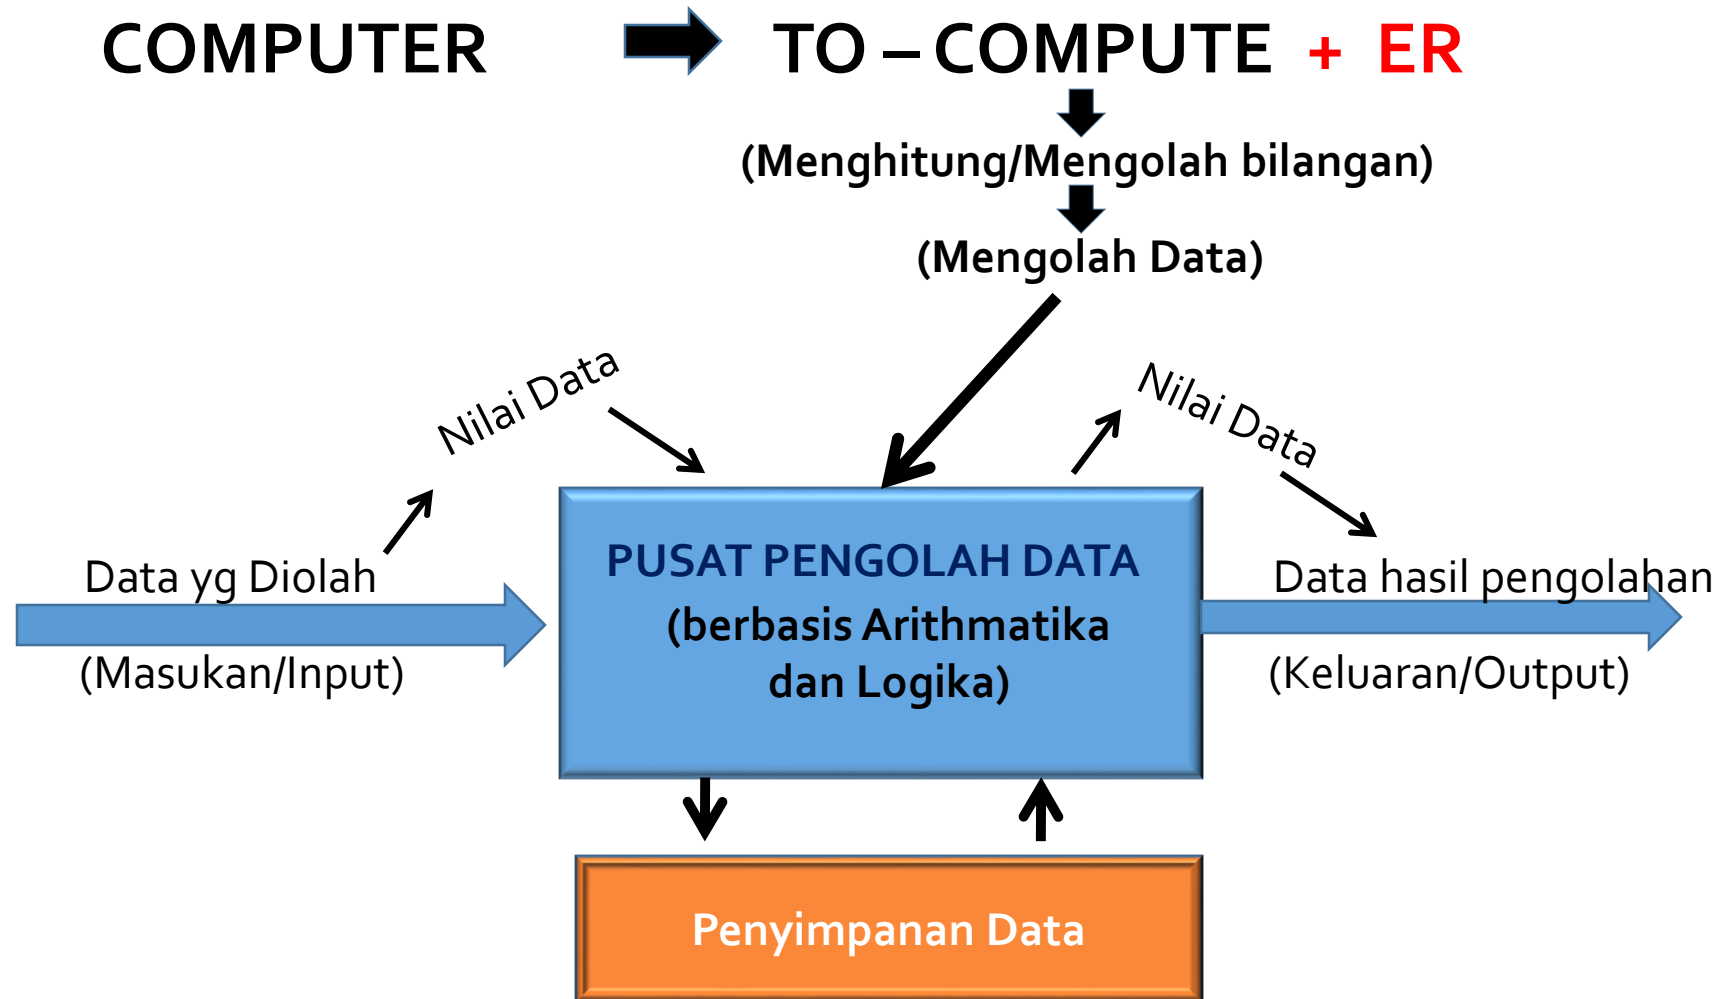 COMPUTER TO – COMPUTE + ER
(Menghitung/Mengolah bilangan)
(Mengolah Data)
Nilai Data
Nilai Data
Data yg Diolah
(Masukan/Input)
PUSAT PENGOLAH DATA
(berbasis Arithmatika
dan Logika)
Data hasil pengolahan
(Keluaran/Output)
Penyimpanan Data